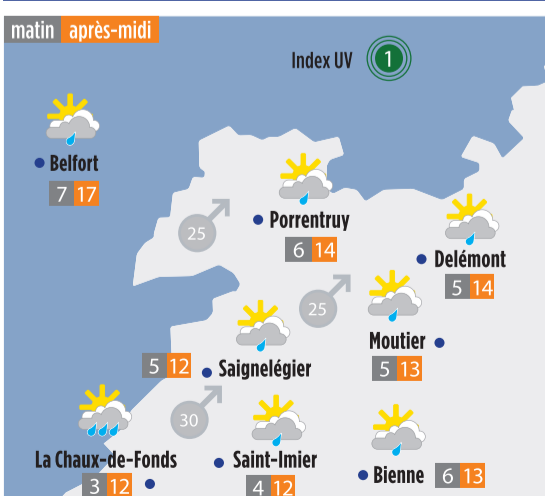 matin après-midi
Index UV 1
Belfort
7 17
25
Porrentruy
6 14
Delémont
5 14
25
Moutier
5 13
5 12 Saignelégier
30
La Chaux-de-Fonds
3 12
Saint-Imier
4 12
Bienne 6 13